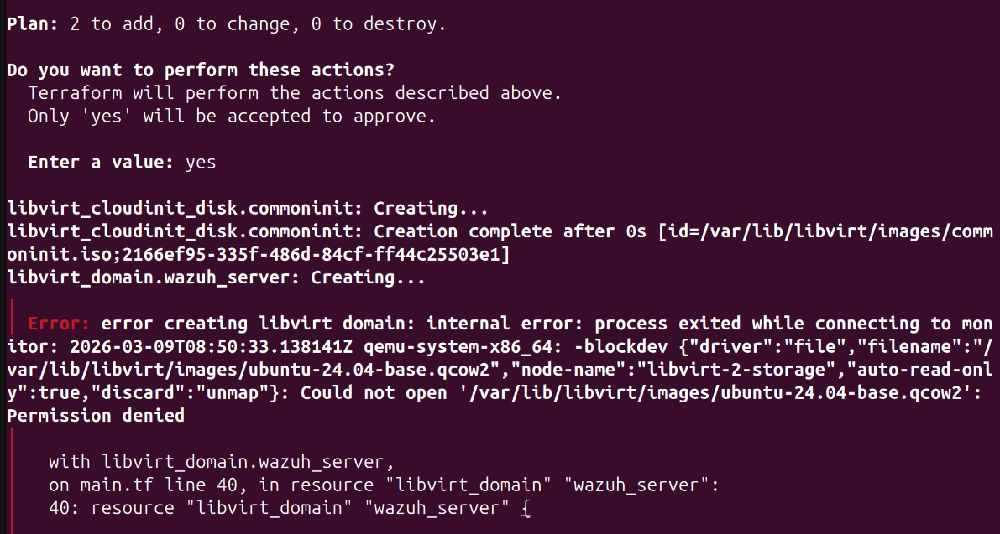 Plan: 2 to add, 0 to change, 0 to destroy.
Do you want to perform these actions?
Terraform will perform the actions described above.
Only 'yes' will be accepted to approve.
Enter a value: yes
libvirt_cloudinit_disk.commoninit: Creating...
libvirt_cloudinit_disk.commoninit: Creation complete after 0s [id=/var/lib/libvirt/images/comm
oninit.iso;2166ef95-335f-486d-84cf-ff44c25503e1]
libvirt_domain.wazuh_server: Creating...
Error: error creating libvirt domain: internal error: process exited while connecting to mon
itor: 2026-03-09T08:50:33.138141Z qemu-system-x86_64: -blockdev {"driver":"file","filename":"/
var/lib/libvirt/images/ubuntu-24.04-base.qcow2","node-name":"libvirt-2-storage","auto-read-onl
y":true,"discard":"unmap"}: Could not open '/var/lib/libvirt/images/ubuntu-24.04-base.qcow2':
Permission denied
with libvirt_domain.wazuh_server,
on main.tf line 40, in resource "libvirt_domain" "wazuh_server":
40: resource "libvirt_domain" "wazuh_server" {